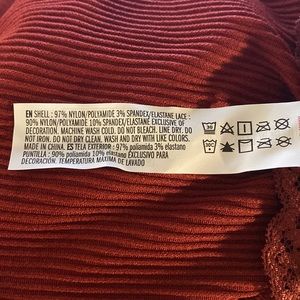 EN SHELL : 97% NYLON/POLYAMIDE 3% SPANDEX/ELASTANE LACE :
90% NYLON/POLYAMIDE 10% SPANDEX/ELASTANE EXCLUSIVE OF
DECORATION. MACHINE WASH COLD. DO NOT BLEACH. LINE DRY. DO
NOT IRON. DO NOT DRY CLEAN. WASH AND DRY WITH LIKE COLORS.
INSIDE OUT. ES TELA EXTERIOR : 97% poliamida 3% elastano
PUNTILLA : 90% poliamida 10% elastano EXCLUSIVO PARA
DECORACIÓN. TEMPERATURA MÁXIMA DE LAVADO